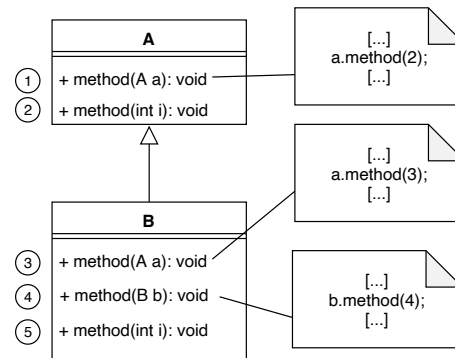 A
① + method(A a): void
② + method(int i): void
[...]
a.method(2);
[...]
B
③ + method(A a): void
④ + method(B b): void
⑤ + method(int i): void
[...]
a.method(3);
[...]
[...]
b.method(4);
[...]